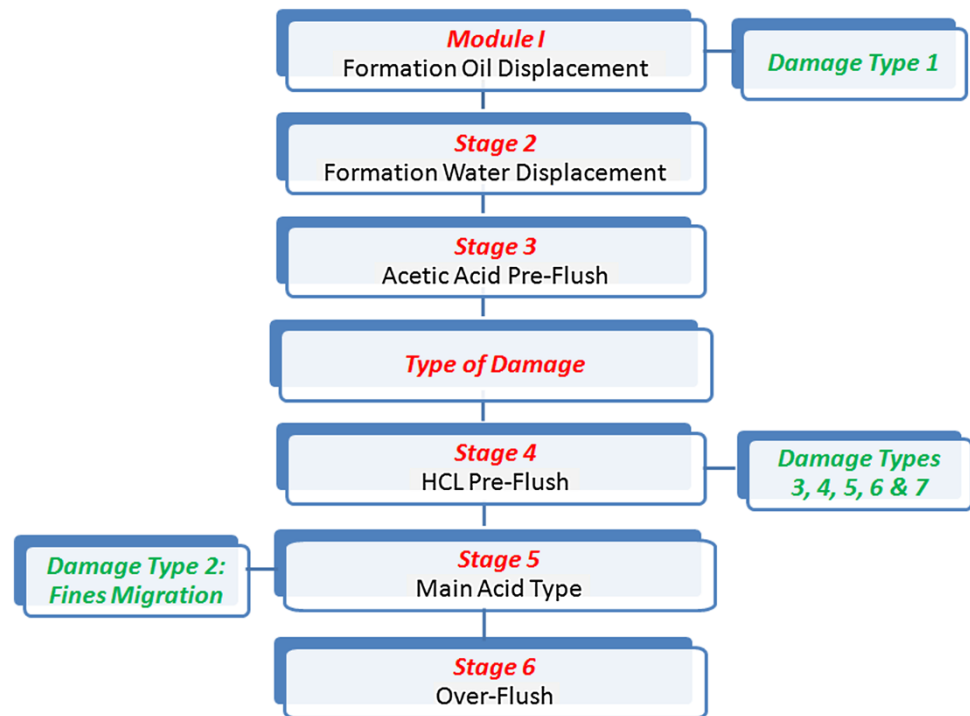 Module I
Formation Oil Displacement
Damage Type 1
Stage 2
Formation Water Displacement
Stage 3
Acetic Acid Pre-Flush
Type of Damage
Stage 4
HCL Pre-Flush
Damage Types
3, 4, 5, 6 & 7
Damage Type 2:
Fines Migration
Stage 5
Main Acid Type
Stage 6
Over-Flush